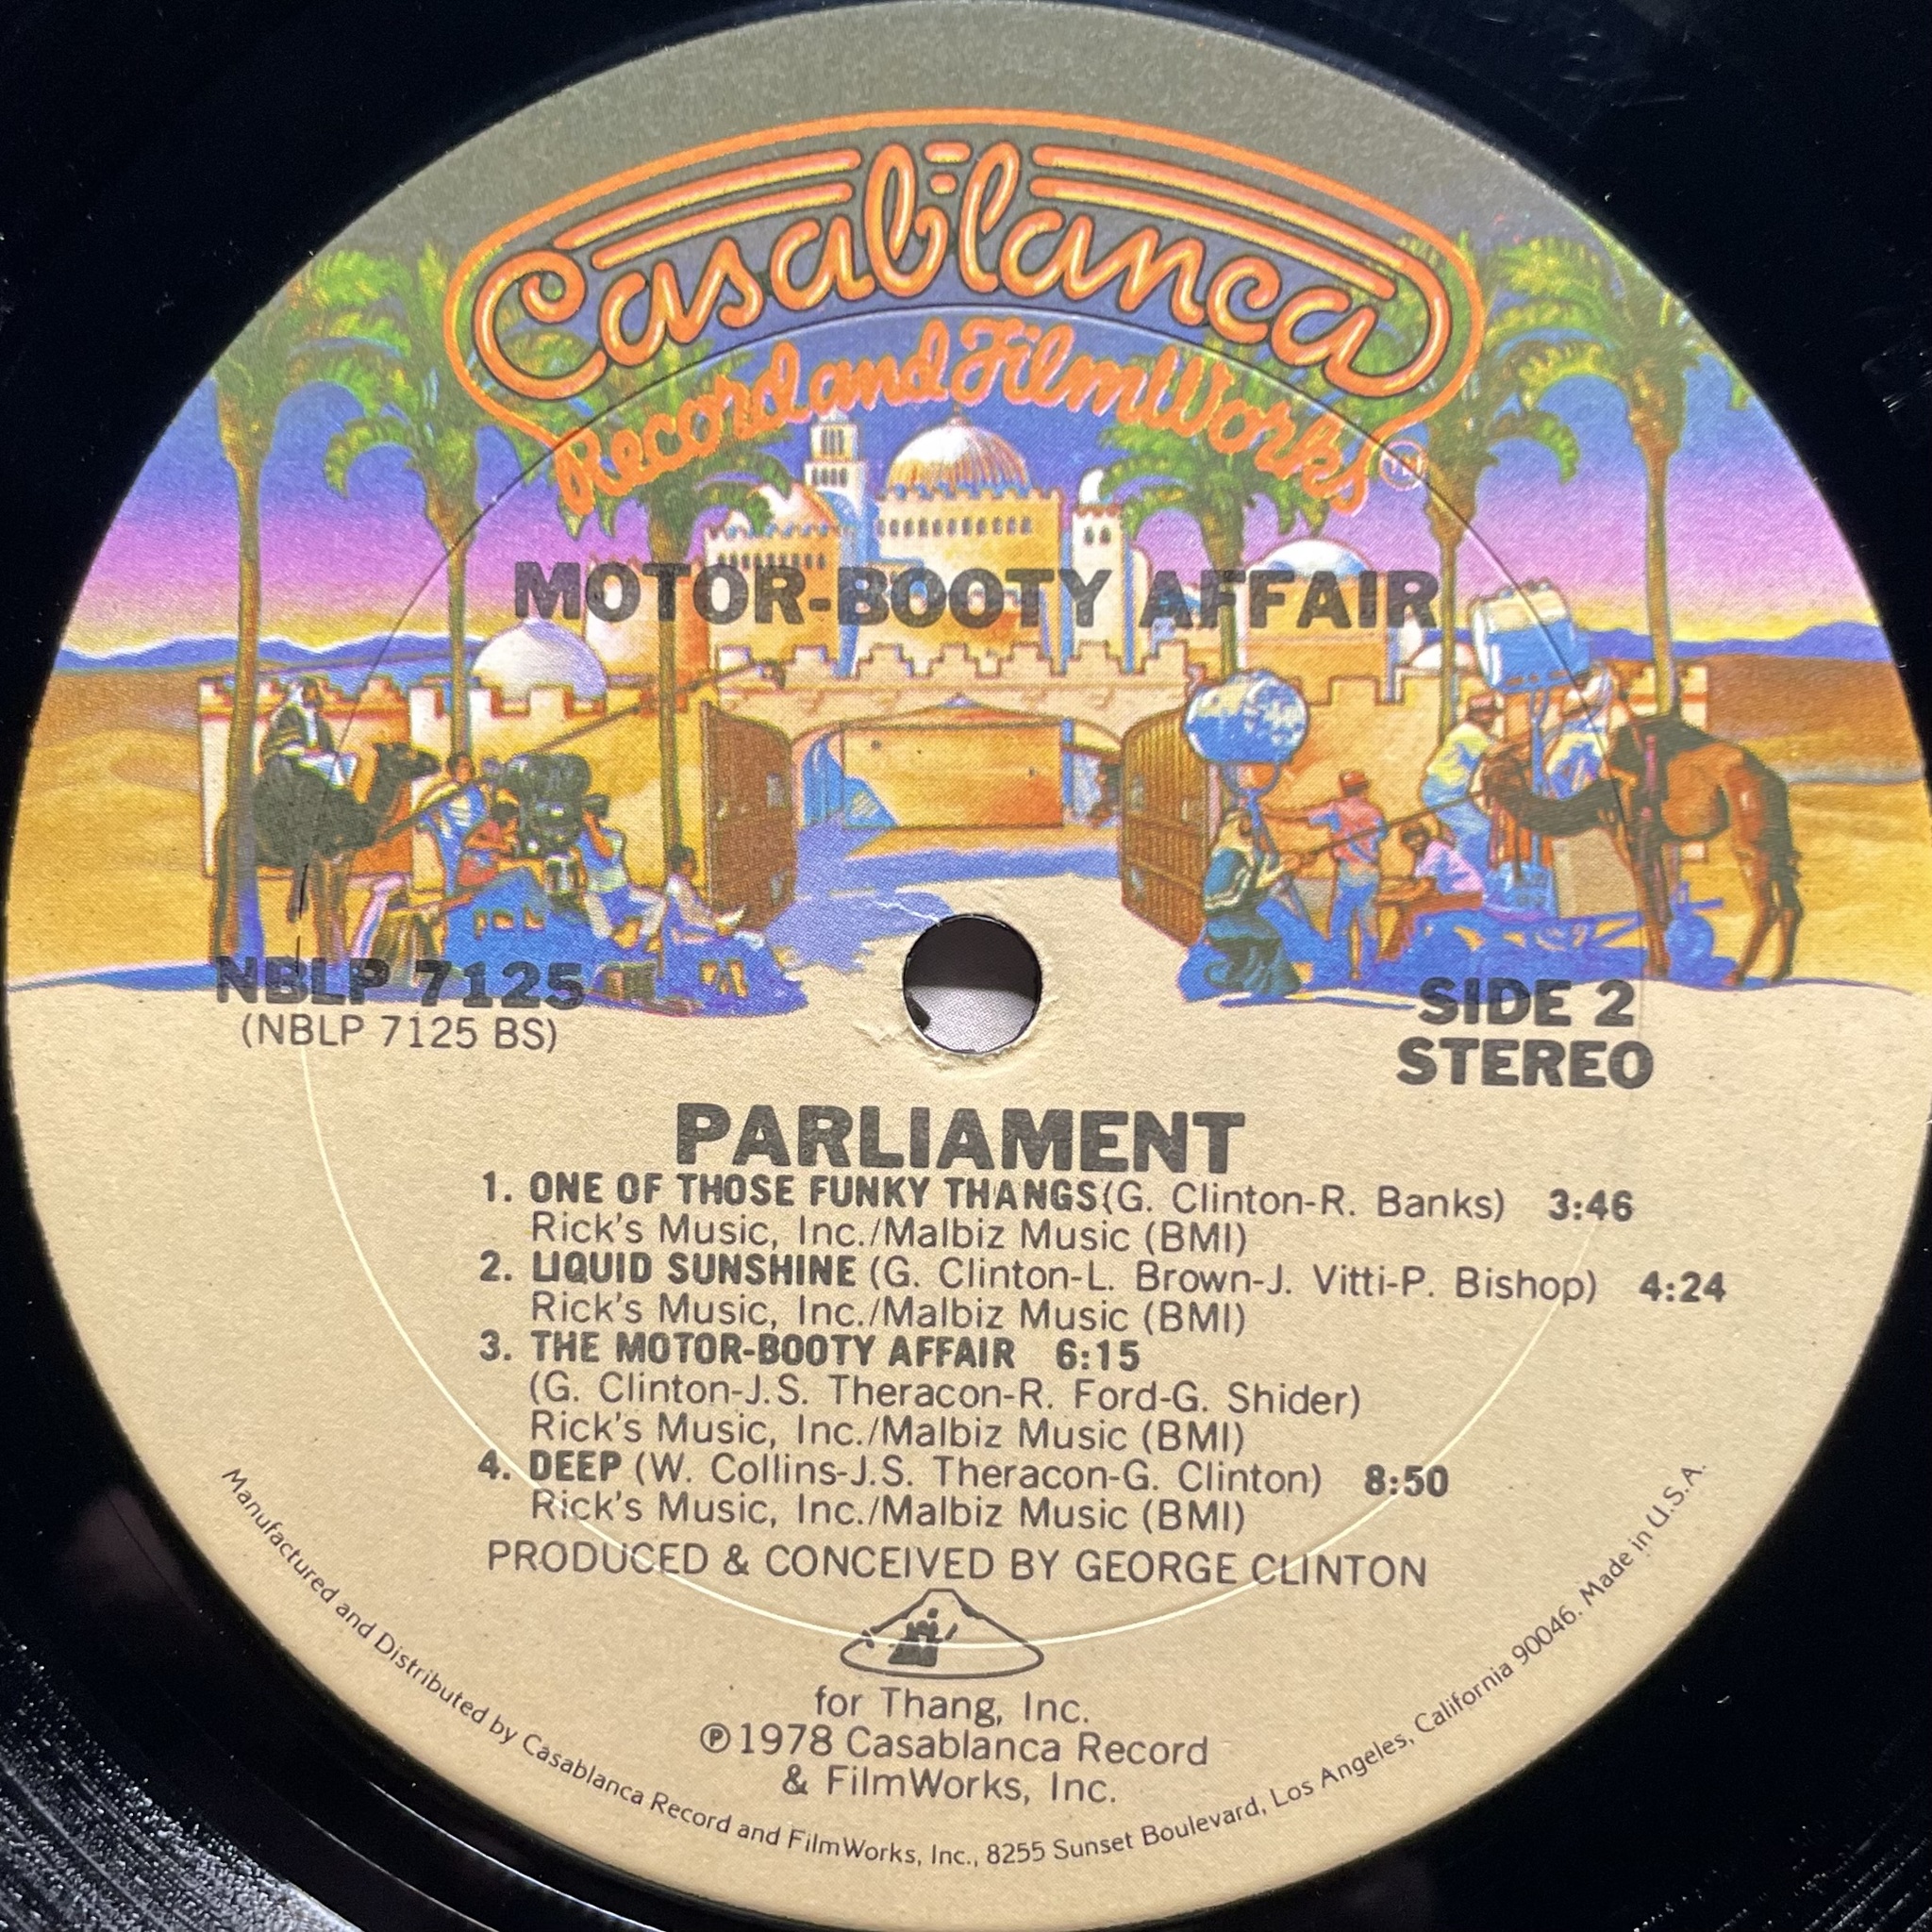 Casablanca
Record and FilmWorks TM
MOTOR-BOOTY AFFAIR
NBLP 7125
(NBLP 7125 BS)
SIDE 2
STEREO
PARLIAMENT
1. ONE OF THOSE FUNKY THANGS(G. Clinton-R. Banks) 3:46
Rick's Music, Inc./Malbiz Music (BMI)
2. LIQUID SUNSHINE (G. Clinton-L. Brown-J. Vitti-P. Bishop) 4:24
Rick's Music, Inc./Malbiz Music (BMI)
3. THE MOTOR-BOOTY AFFAIR 6:15
(G. Clinton-J.S. Theracon-R. Ford-G. Shider)
Rick's Music, Inc./Malbiz Music (BMI)
4. DEEP (W. Collins-J.S. Theracon-G. Clinton) 8:50
Rick's Music, Inc./Malbiz Music (BMI)
PRODUCED & CONCEIVED BY GEORGE CLINTON
for Thang, Inc.
℗1978 Casablanca Record
& FilmWorks, Inc.
Manufactured and Distributed by Casablanca Record and FilmWorks, Inc., 8255 Sunset Boulevard, Los Angeles, California 90046. Made in U.S.A.